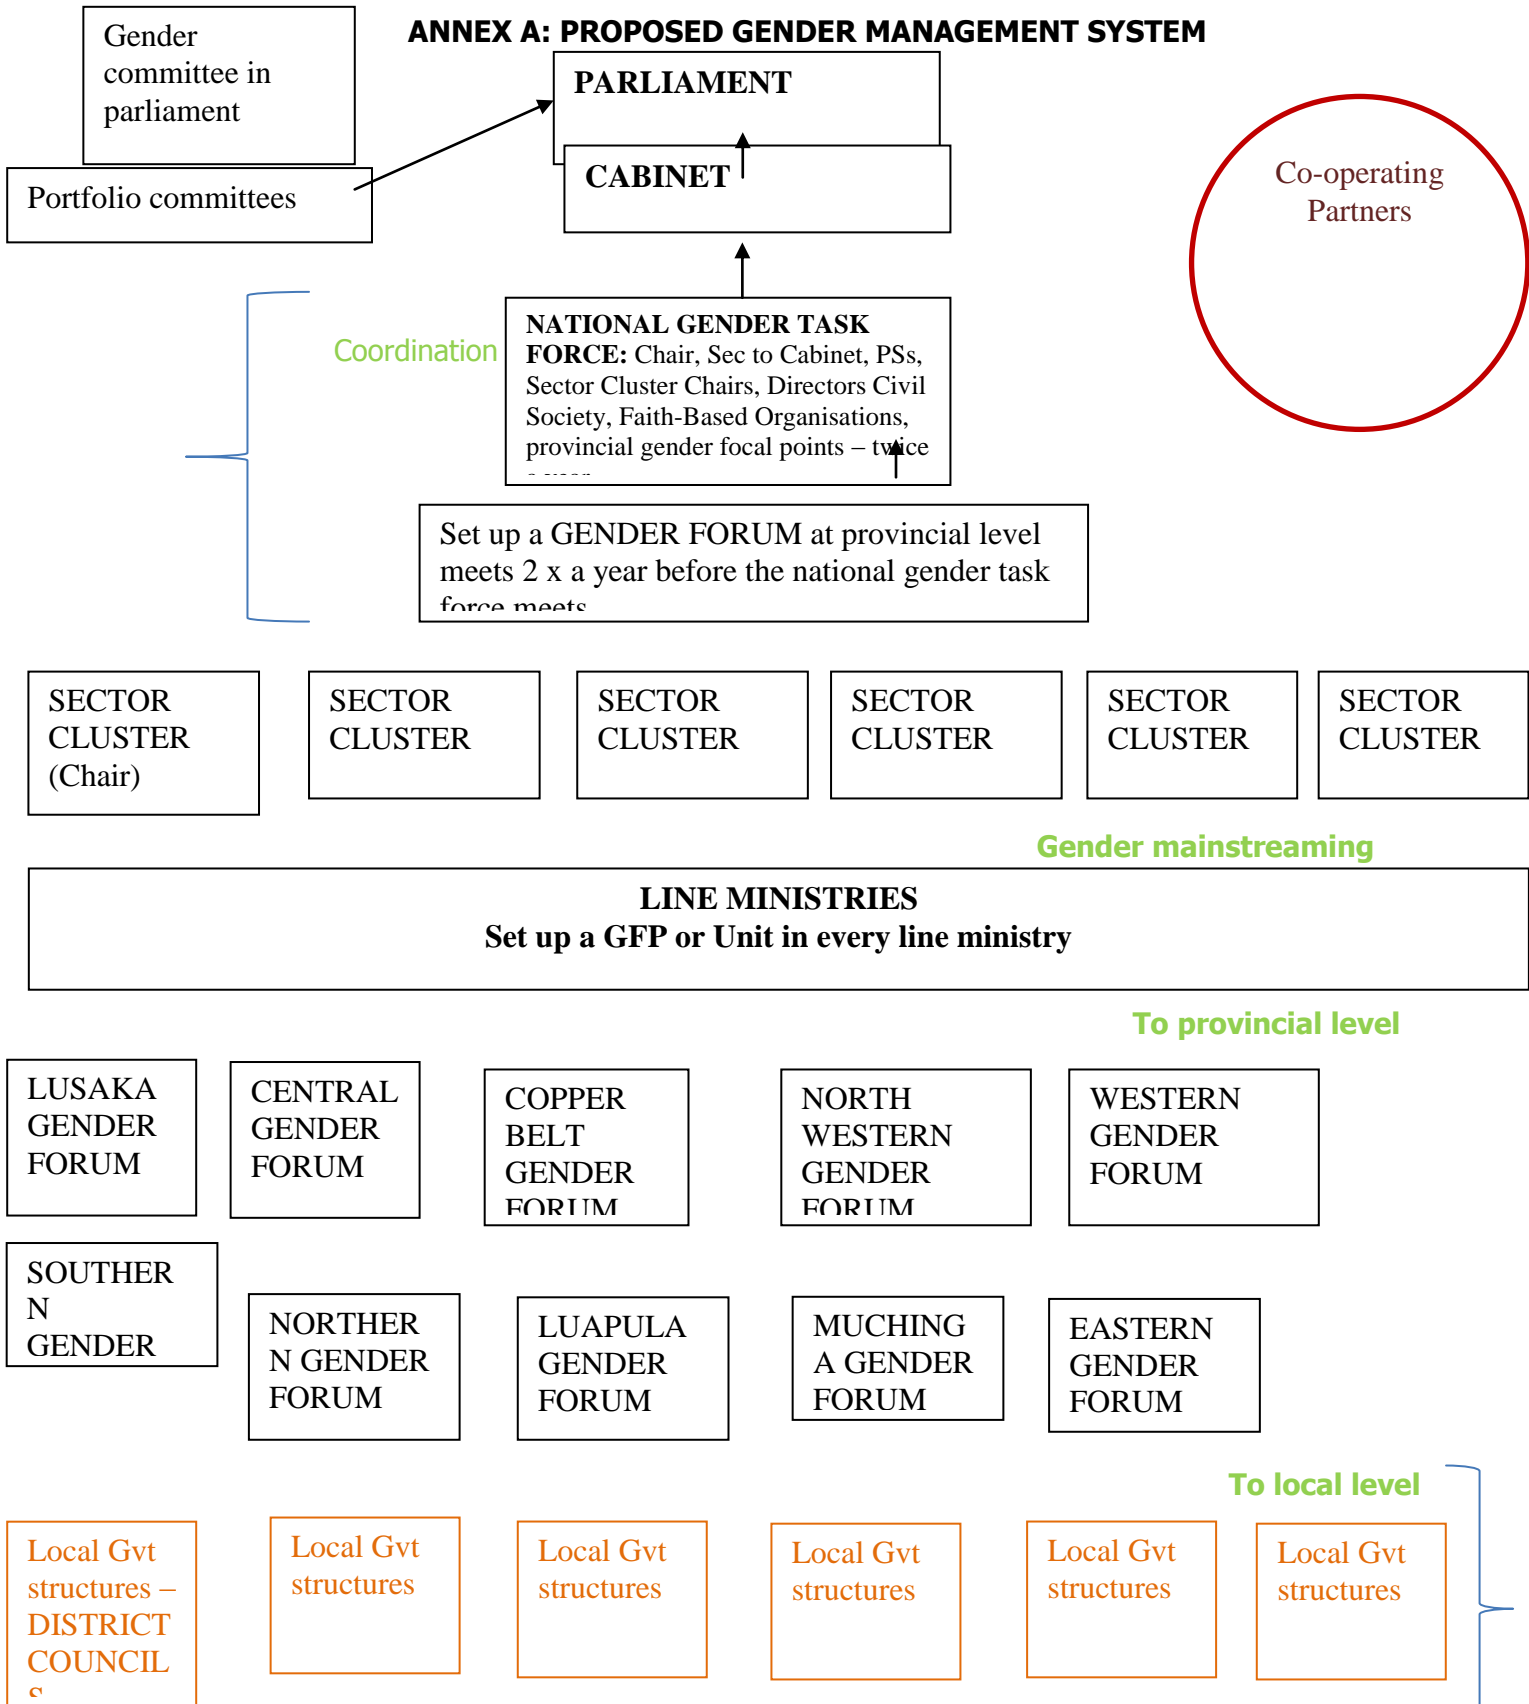 ANNEX A: PROPOSED GENDER MANAGEMENT SYSTEM
Gender
committee in
parliament
Portfolio committees
PARLIAMENT
CABINET
Co-operating
Partners
Coordination
NATIONAL GENDER TASK
FORCE: Chair, Sec to Cabinet, PSs,
Sector Cluster Chairs, Directors Civil
Society, Faith-Based Organisations,
provincial gender focal points – twice
Set up a GENDER FORUM at provincial level
meets 2 x a year before the national gender task
force meets
SECTOR
CLUSTER
(Chair)
SECTOR
CLUSTER
SECTOR
CLUSTER
SECTOR
CLUSTER
SECTOR
CLUSTER
SECTOR
CLUSTER
Gender mainstreaming
LINE MINISTRIES
Set up a GFP or Unit in every line ministry
To provincial level
LUSAKA
GENDER
FORUM
CENTRAL
GENDER
FORUM
COPPER
BELT
GENDER
FORUM
NORTH
WESTERN
GENDER
FORUM
WESTERN
GENDER
FORUM
SOUTHER
N
GENDER
NORTHER
N GENDER
FORUM
LUAPULA
GENDER
FORUM
MUCHING
A GENDER
FORUM
EASTERN
GENDER
FORUM
To local level
Local Gvt
structures –
DISTRICT
COUNCIL
S
Local Gvt
structures
Local Gvt
structures
Local Gvt
structures
Local Gvt
structures
Local Gvt
structures